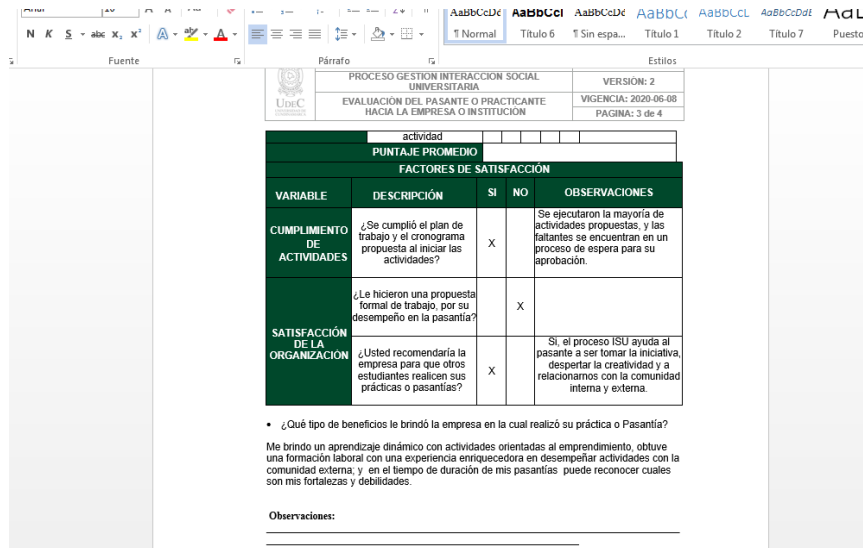 N K S abc x, x² A aby A
AaBbCcDc AaBbCcI AaBbCcDc AaBbCc AaBbCcL AaBbCcDdE
¶ Normal Título 6 ¶ Sin espa... Título 1 Título 2 Título 7 Puesto
Fuente Párrafo Estilos
UDEC
PROCESO GESTION INTERACCION SOCIAL
UNIVERSITARIA
VERSIÓN: 2
EVALUACIÓN DEL PASANTE O PRACTICANTE
HACIA LA EMPRESA O INSTITUCIÓN
VIGENCIA: 2020-06-08
PAGINA: 3 de 4
actividad
PUNTAJE PROMEDIO
FACTORES DE SATISFACCIÓN
VARIABLE DESCRIPCIÓN SI NO OBSERVACIONES
CUMPLIMIENTO
DE
ACTIVIDADES
¿Se cumplió el plan de
trabajo y el cronograma
propuesta al iniciar las
actividades?
X
Se ejecutaron la mayoría de
actividades propuestas, y las
faltantes se encuentran en un
proceso de espera para su
aprobación.
SATISFACCIÓN
DE LA
ORGANIZACIÓN
¿Le hicieron una propuesta
formal de trabajo, por su
desempeño en la pasantía?
X
¿Usted recomendaría la
empresa para que otros
estudiantes realicen sus
prácticas o pasantías?
X
Si, el proceso ISU ayuda al
pasante a ser tomar la iniciativa,
despertar la creatividad y a
relacionarnos con la comunidad
interna y externa.
• ¿Qué tipo de beneficios le brindó la empresa en la cual realizó su práctica o Pasantía?
Me brindo un aprendizaje dinámico con actividades orientadas al emprendimiento, obtuve
una formación laboral con una experiencia enriquecedora en desempeñar actividades con la
comunidad externa; y en el tiempo de duración de mis pasantías puede reconocer cuales
son mis fortalezas y debilidades.
Observaciones: